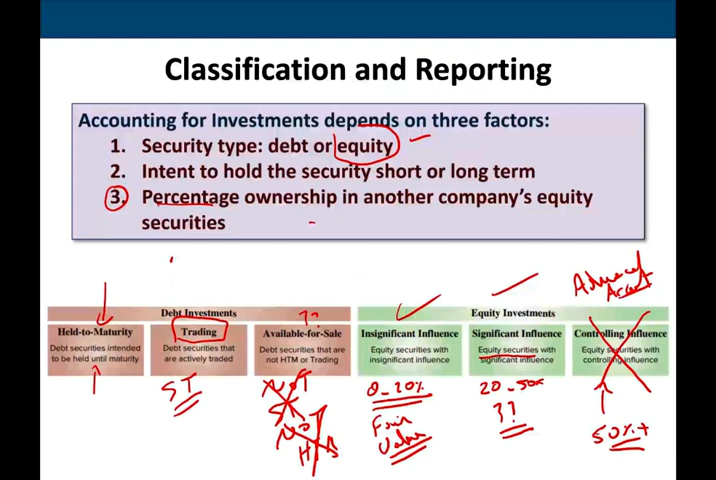 Classification and Reporting
Accounting for Investments depends on three factors:
1. Security type: debt or equity
2. Intent to hold the security short or long term
3. Percentage ownership in another company's equity
securities
Advanced
Debt Investments
??
Equity Investments
Held-to-Maturity
Debt securities intended
to be held until maturity
Trading
Debt securities that
are actively traded
Available-for-Sale
Debt securities that are
not HTM or Trading
Insignificant Influence
Equity securities with
insignificant influence
Significant Influence
Equity securities with
significant influence
Controlling Influence
Equity securities with
controlling influence
ST
NOT
ST
NOT
0-20%
Fair
Value
20-50%
??
50%+